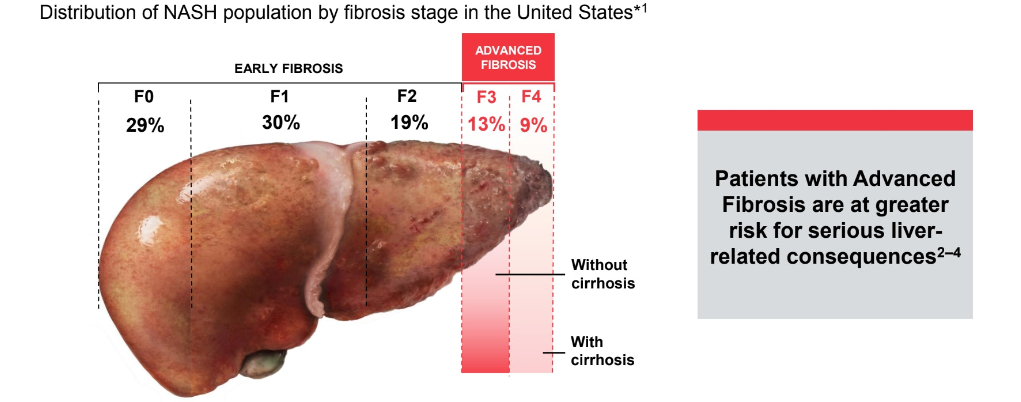 Distribution of NASH population by fibrosis stage in the United States*1
ADVANCED
FIBROSIS
EARLY FIBROSIS
F0
F1
F2
F3
F4
29%
30%
19%
13%
9%
Without
cirrhosis
With
cirrhosis
Patients with Advanced
Fibrosis are at greater
risk for serious liver-
related consequences2–4